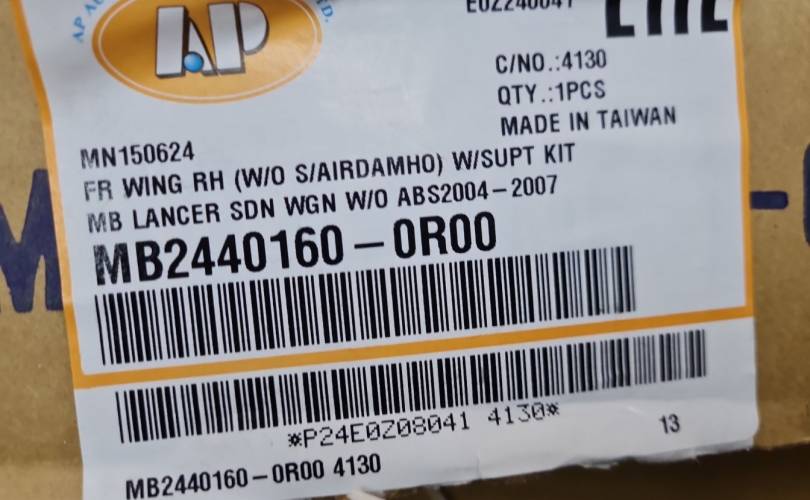 AP
C/NO.:4130
QTY.:1PCS
MADE IN TAIWAN
MN150624
FR WING RH (W/O S/AIRDAMHO) W/SUPT KIT
MB LANCER SDN WGN W/O ABS2004-2007
MB2440160-0R00
*P24E0Z08041 4130*
13
MB2440160-0R00 4130